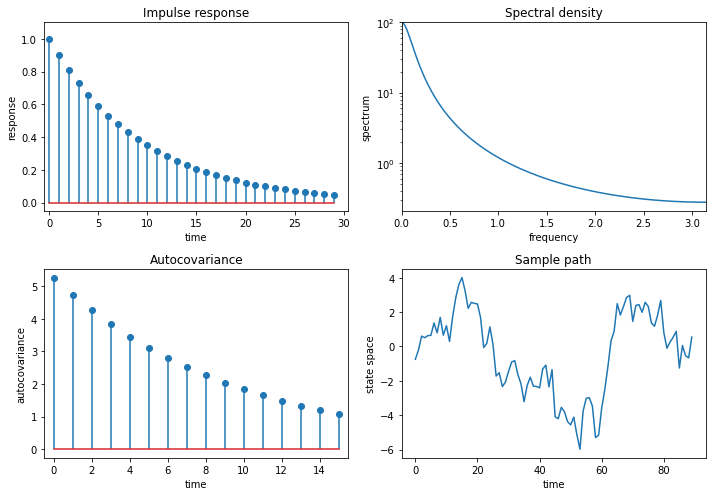 Impulse response
1.0
0.8
0.6
0.4
0.2
0.0
response
0 5 10 15 20 25 30
time
Spectral density
10²
10¹
10⁰
spectrum
0.0 0.5 1.0 1.5 2.0 2.5 3.0
frequency
Autocovariance
5
4
3
2
1
0
autocovariance
0 2 4 6 8 10 12 14
time
Sample path
4
2
0
−2
−4
−6
state space
0 20 40 60 80
time